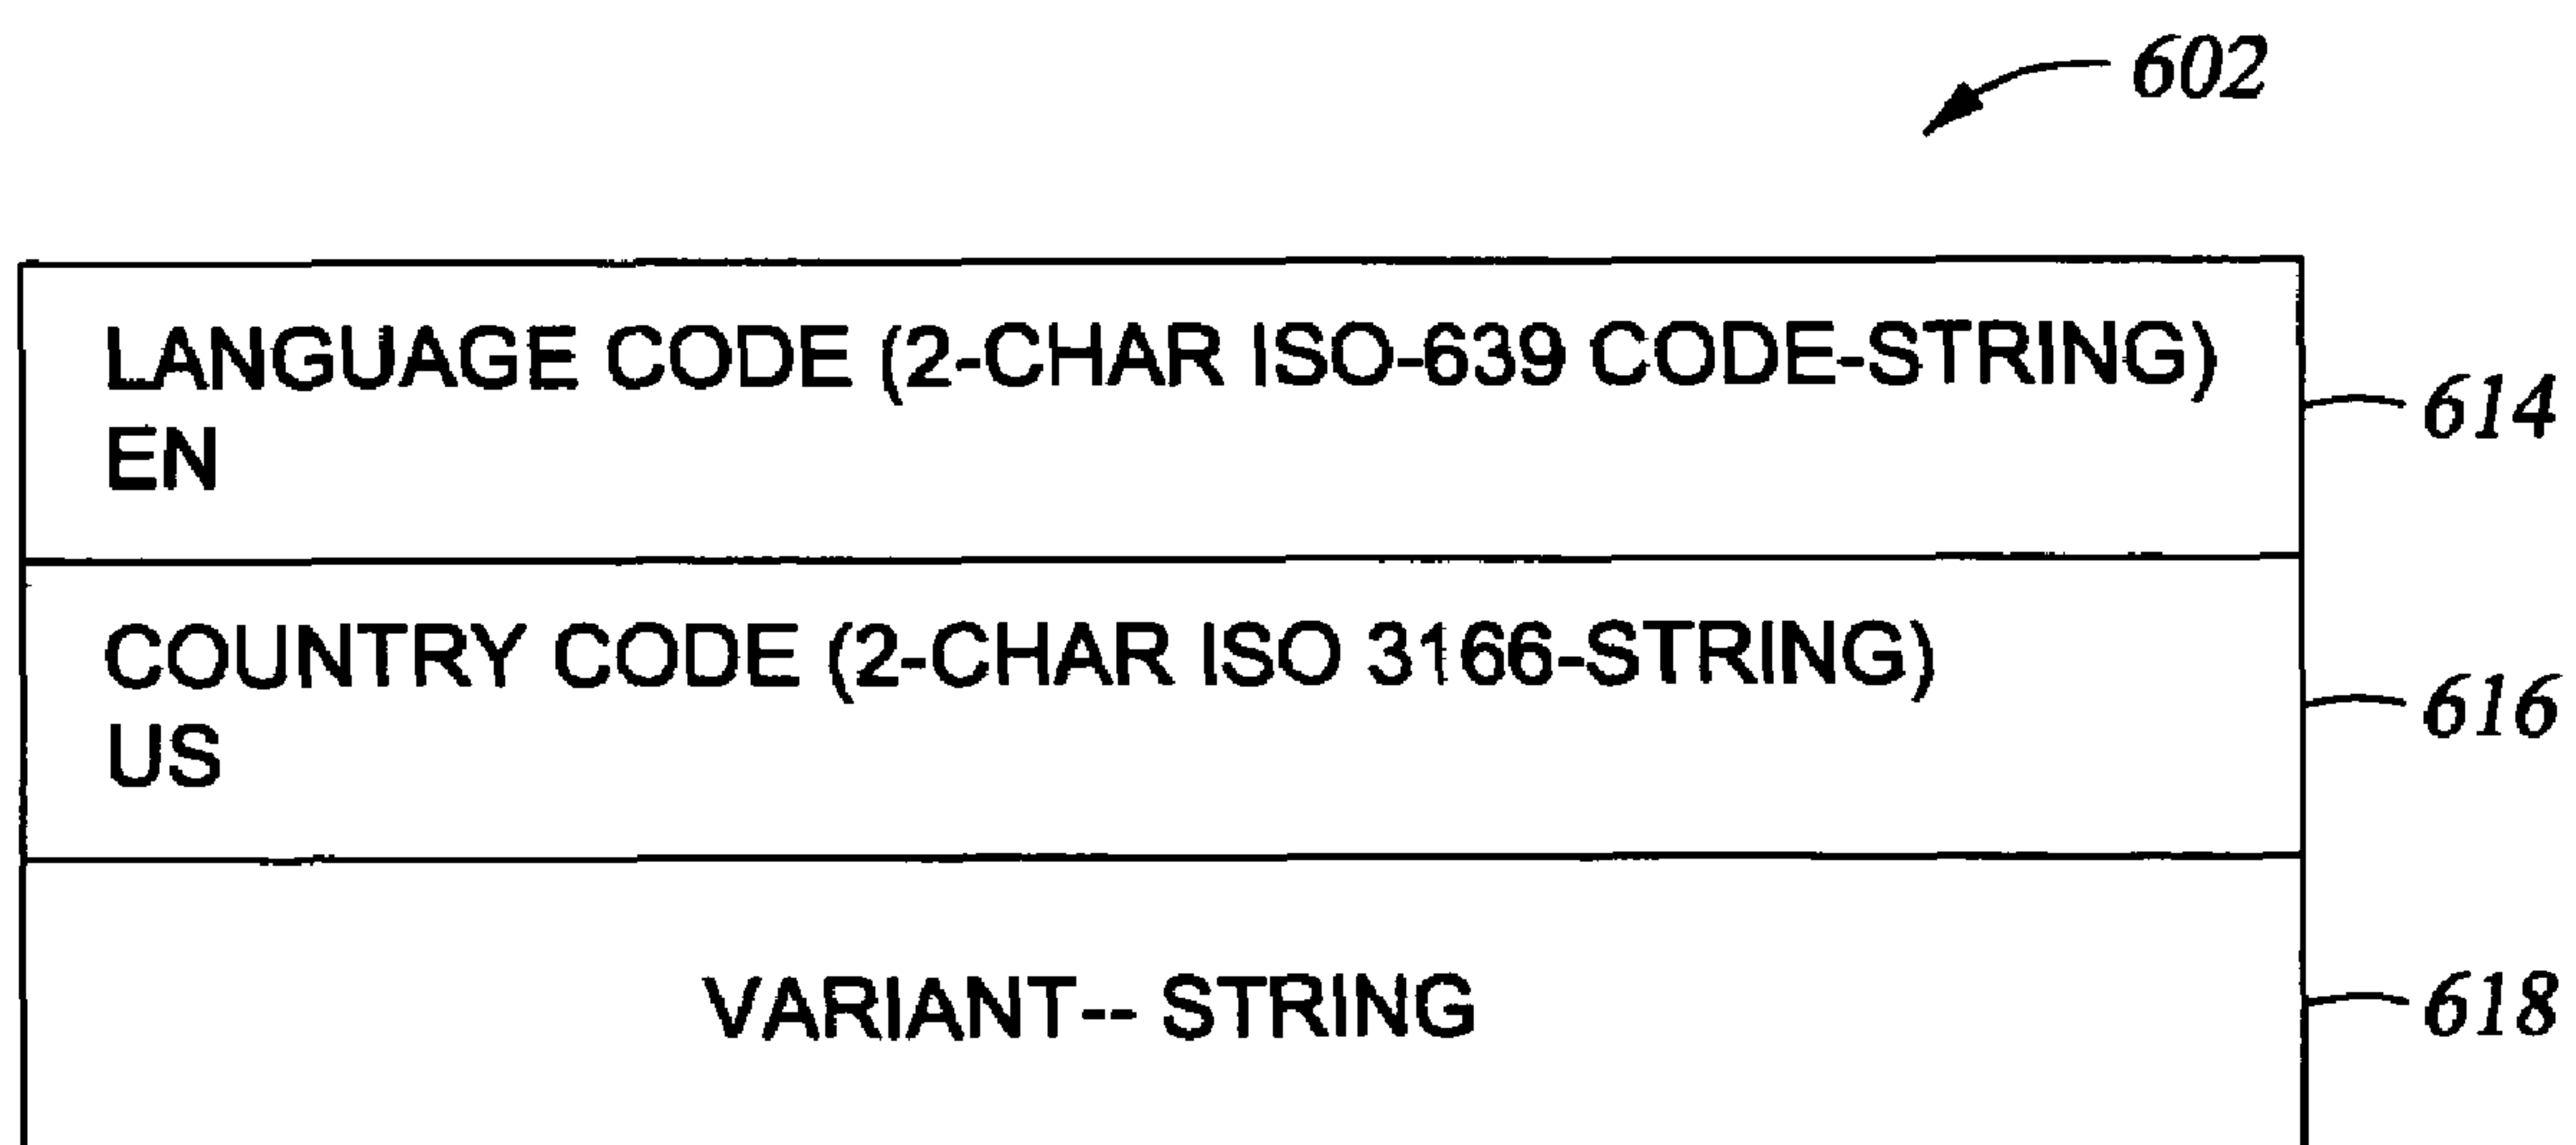 602
LANGUAGE CODE (2-CHAR ISO-639 CODE-STRING)
EN
614
COUNTRY CODE (2-CHAR ISO 3166-STRING)
US
616
VARIANT-- STRING
618